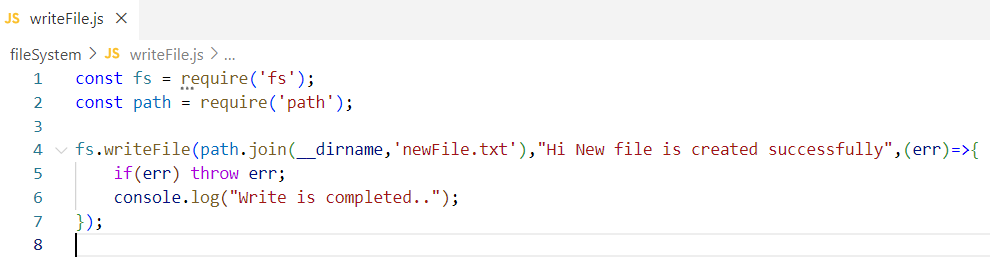 JS writeFile.js ×
fileSystem > JS writeFile.js > ...
1 const fs = require('fs');
2 const path = require('path');
3
4 fs.writeFile(path.join(__dirname,'newFile.txt'),"Hi New file is created successfully",(err)=>{
5     if(err) throw err;
6     console.log("Write is completed..");
7 });
8